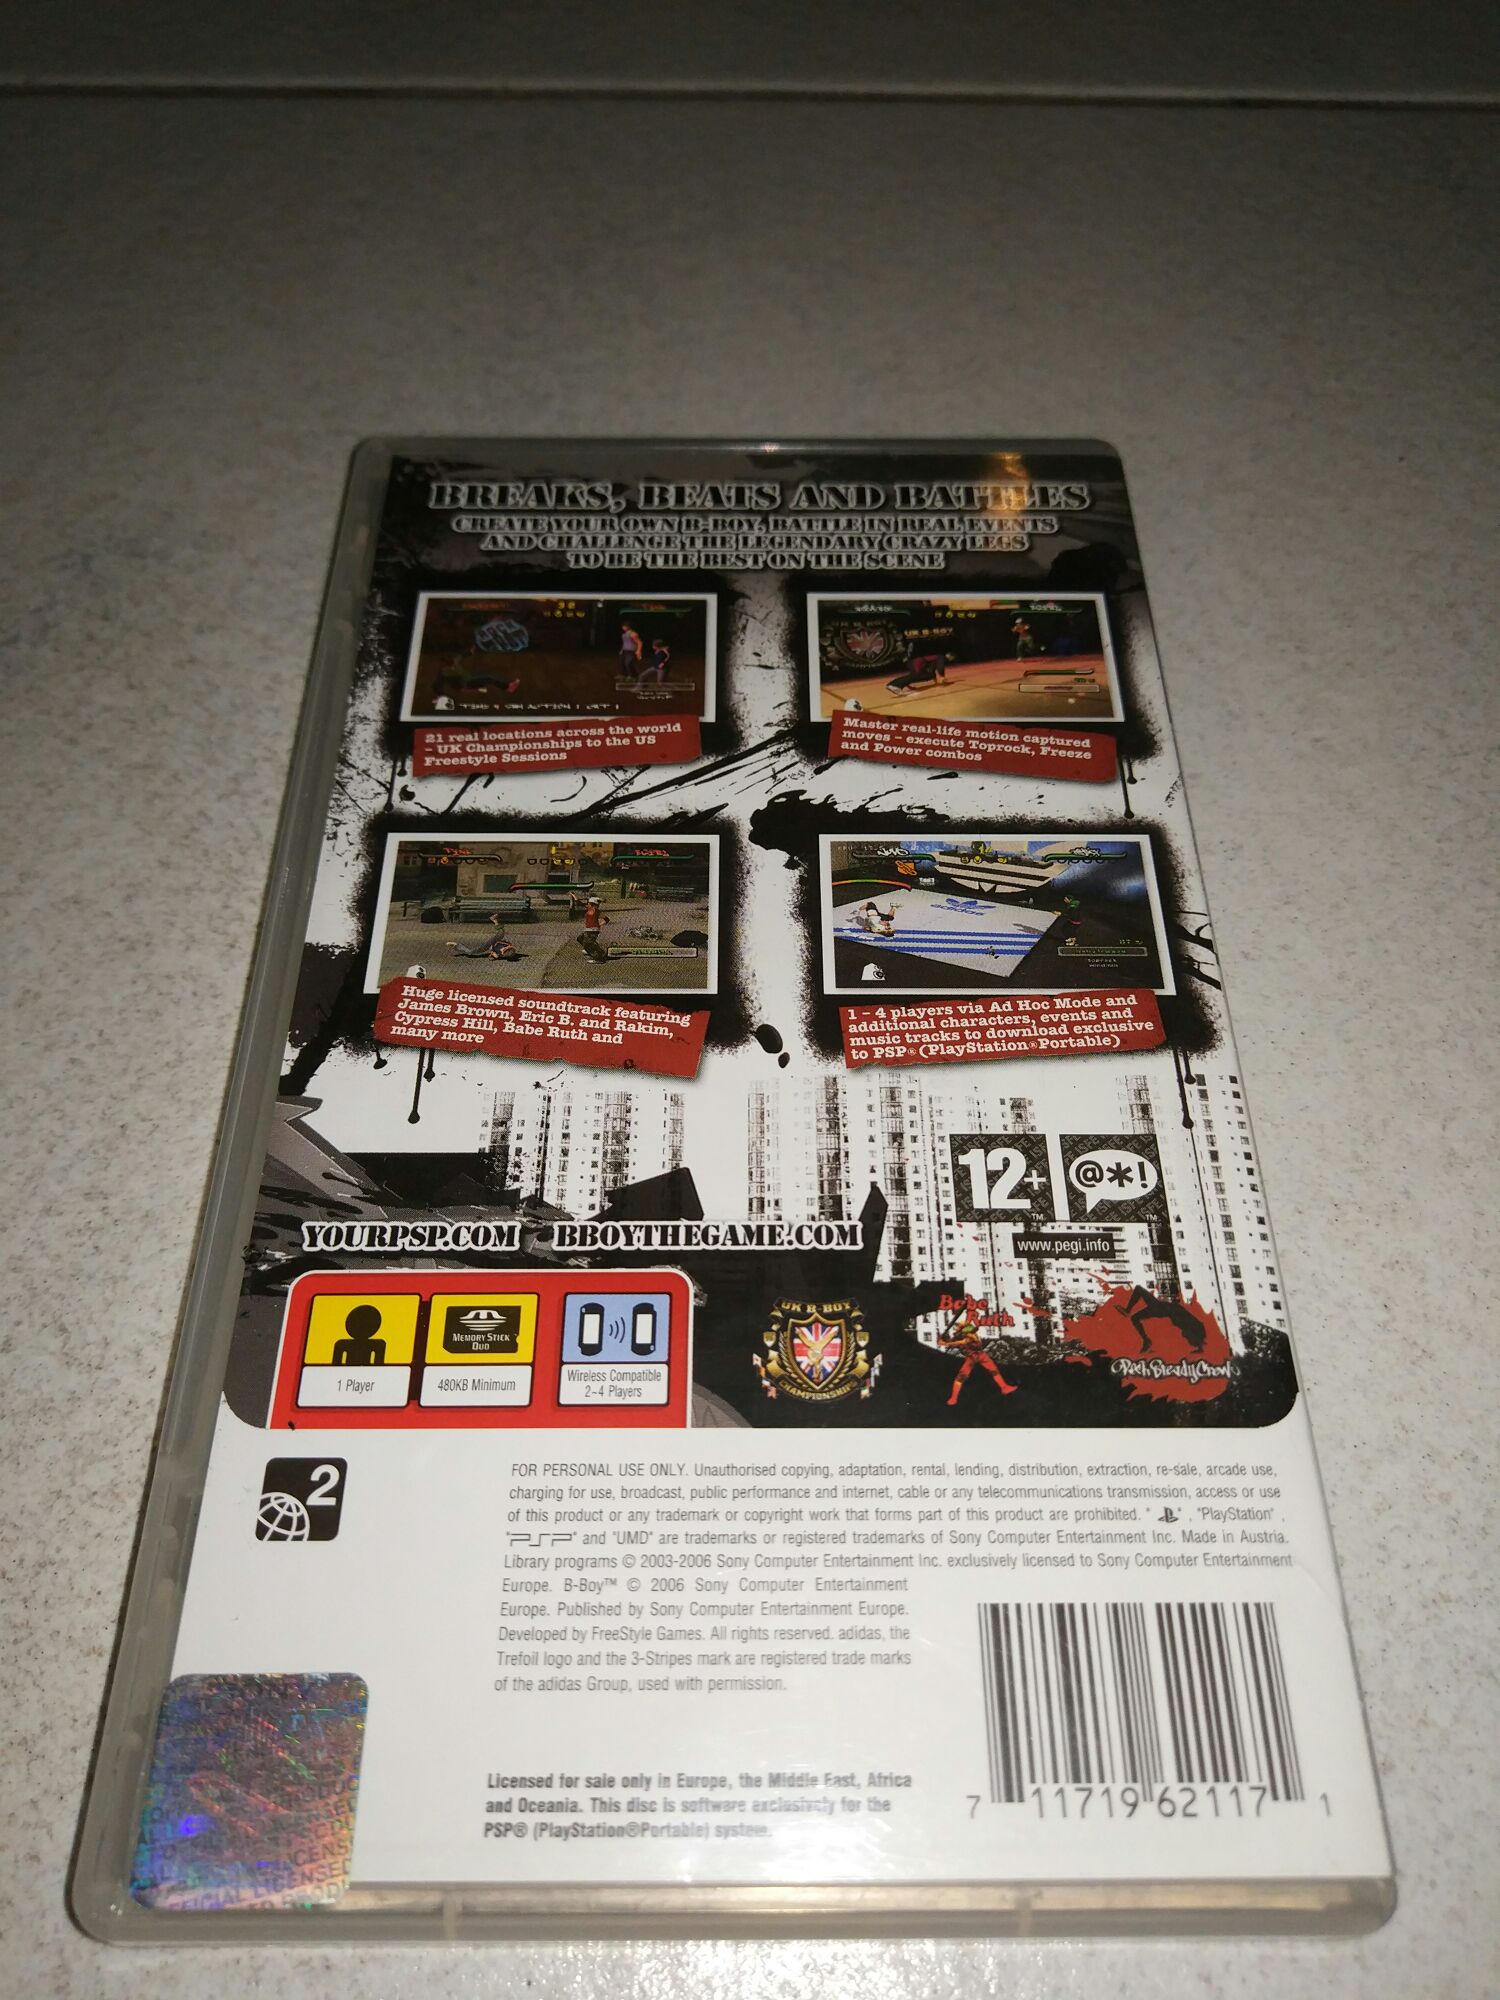 BREAKS, BEATS AND BATTLES
CREATE YOUR OWN B-BOY, BATTLE IN REAL EVENTS
AND CHALLENGE THE LEGENDARY CRAZY LEGS
TO BE THE BEST ON THE SCENE
21 real locations across the world
- UK Championships to the US
Freestyle Sessions
UK B-BOY
Master real-life motion captured
moves - execute Toprock, Freeze
and Power combos
Huge licensed soundtrack featuring
James Brown, Eric B. and Rakim,
Cypress Hill, Babe Ruth and
many more
adidas
1 - 4 players via Ad Hoc Mode and
additional characters, events and
music tracks to download exclusive
to PSP® (PlayStation®Portable)
12+ TM
@*! TM
www.pegi.info
YOURPSP.COM BBOYTHEGAME.COM
MEMORY STICK
DUO
1 Player
480KB Minimum
Wireless Compatible
2~4 Players
UK B-BOY
CHAMPIONSHIPS
Babe
Ruth
Rock Steady Crew
2
FOR PERSONAL USE ONLY. Unauthorised copying, adaptation, rental, lending, distribution, extraction, re-sale, arcade use,
charging for use, broadcast, public performance and internet, cable or any telecommunications transmission, access or use
of this product or any trademark or copyright work that forms part of this product are prohibited. " ", "PlayStation",
"PSP" and "UMD" are trademarks or registered trademarks of Sony Computer Entertainment Inc. Made in Austria.
Library programs © 2003-2006 Sony Computer Entertainment Inc. exclusively licensed to Sony Computer Entertainment
Europe. B-Boy™ © 2006 Sony Computer Entertainment
Europe. Published by Sony Computer Entertainment Europe.
Developed by FreeStyle Games. All rights reserved. adidas, the
Trefoil logo and the 3-Stripes mark are registered trade marks
of the adidas Group, used with permission.
Licensed for sale only in Europe, the Middle East, Africa
and Oceania. This disc is software exclusively for the
PSP® (PlayStation®Portable) system.
7 11719 62117 1